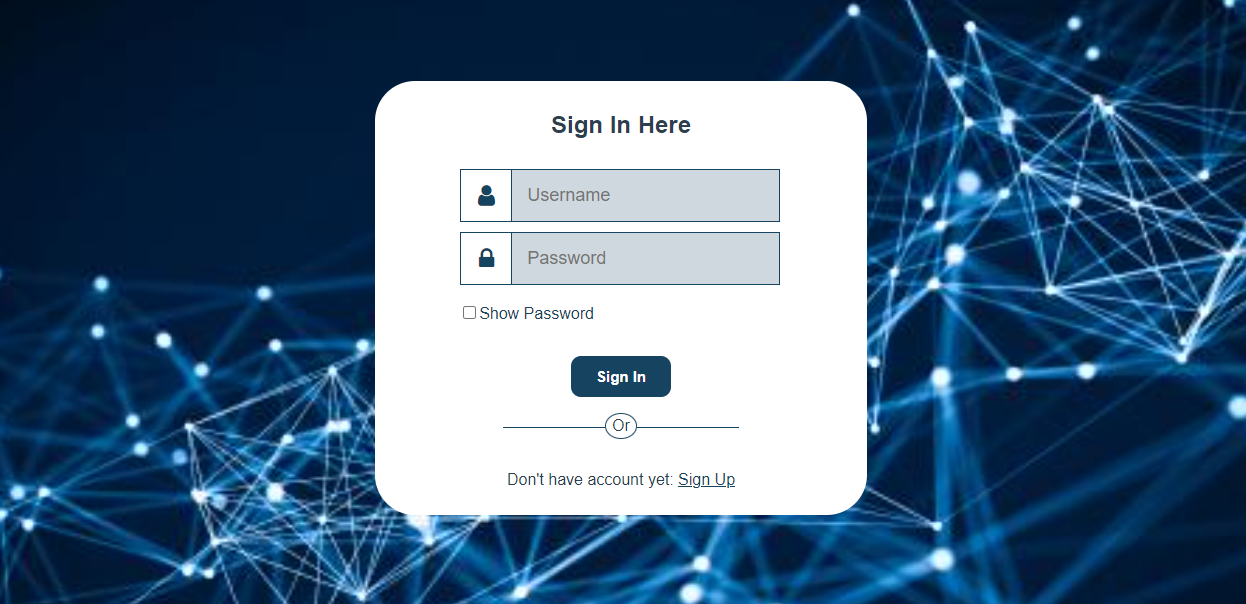 Sign In Here
Username
Password
Show Password
Sign In
Or
Don't have account yet: Sign Up